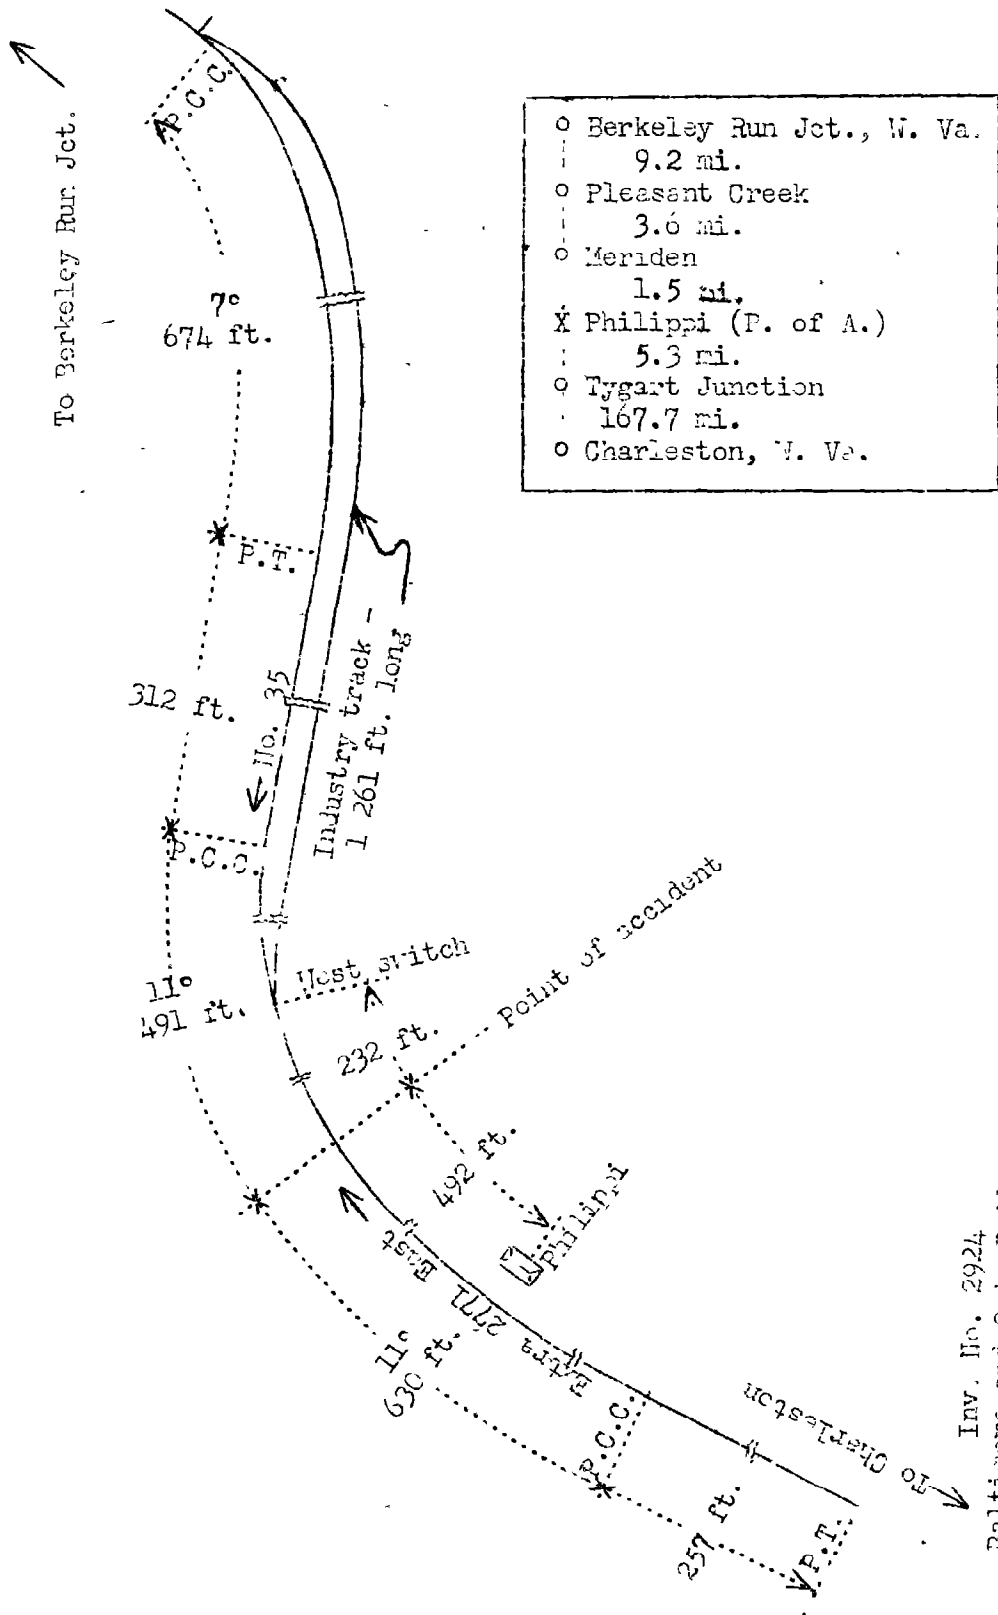 To Berkeley Run Jct.
P.C.C.
7°
674 ft.
P.T.
312 ft.
No. 35
Industry track -
1 261 ft. long
P.C.C.
11°
491 ft.
West switch
232 ft.
Point of accident
492 ft.
Philippi
Extra 2771 East
11°
630 ft.
P.C.C.
257 ft.
P.T.
To Charleston
Berkeley Run Jct., W. Va.
9.2 mi.
Pleasant Creek
3.6 mi.
Meriden
1.5 mi.
X Philippi (P. of A.)
5.3 mi.
Tygart Junction
167.7 mi.
Charleston, W. Va.
Inv. No. 2924